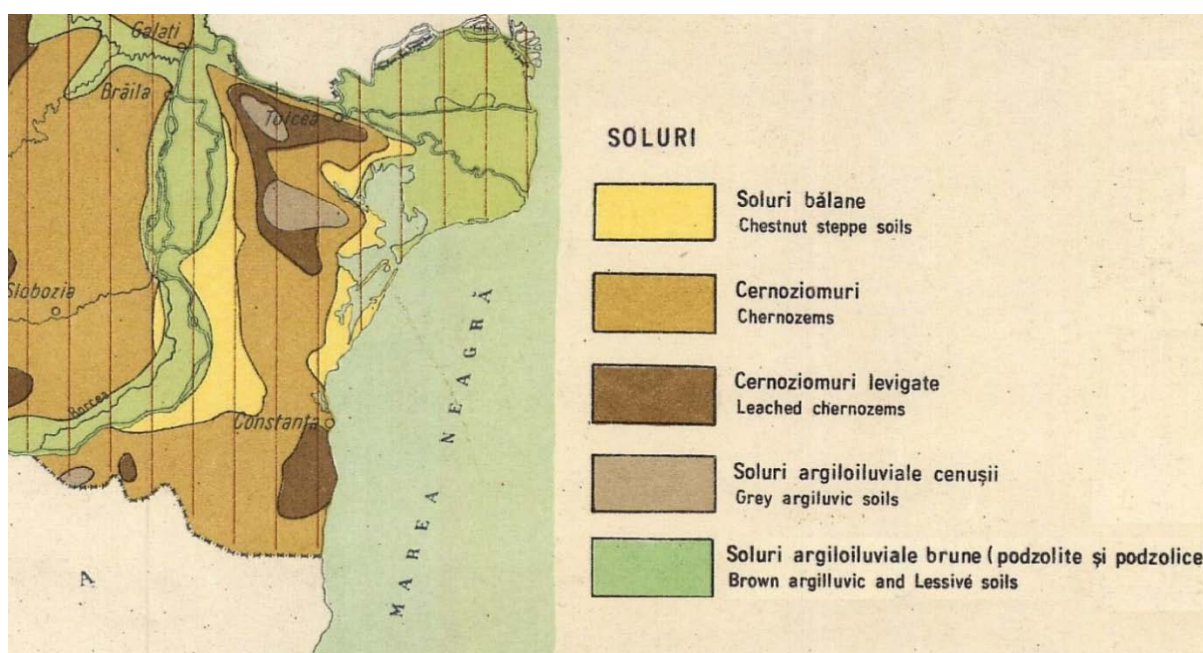 Galați
Brăila
Tulcea
Slobozia
Borcea
Constanța
MAREA NEAGRĂ
A
SOLURI
Soluri bălane
Chestnut steppe soils
Cernoziomuri
Chernozems
Cernoziomuri levigate
Leached chernozems
Soluri argiloiluviale cenușii
Grey argiluvic soils
Soluri argiloiluviale brune (podzolite și podzolice
Brown argilluvic and Lessivé soils